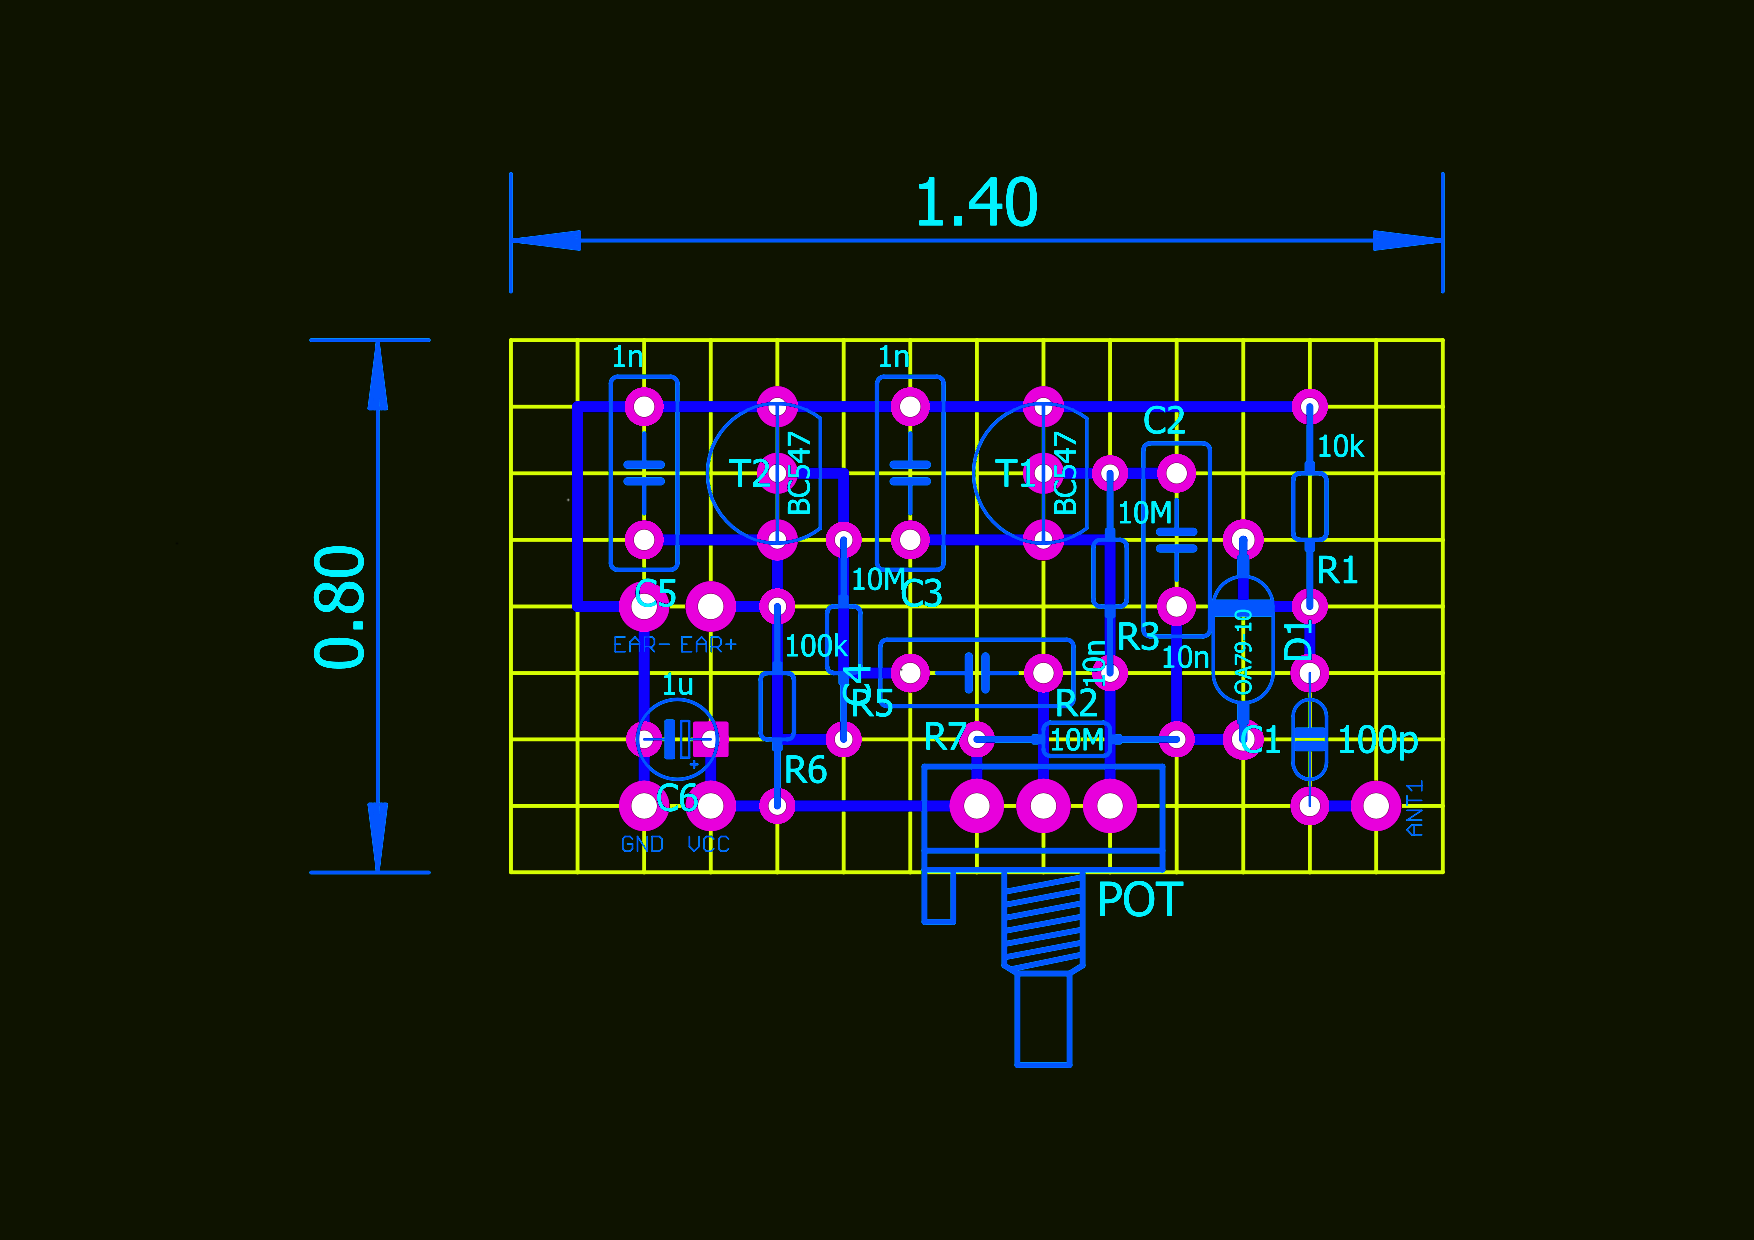 1.40
0.80
1n
1n
C2
10k
T2
BC547
T1
BC547
10M
10M
C5
C3
R1
EAR-
EAR+
100k
R3
10n
10n
OA79
10
D1
1u
C4
R5
R2
R7
10M
C1
100p
R6
C6
GND
VCC
ANT1
POT